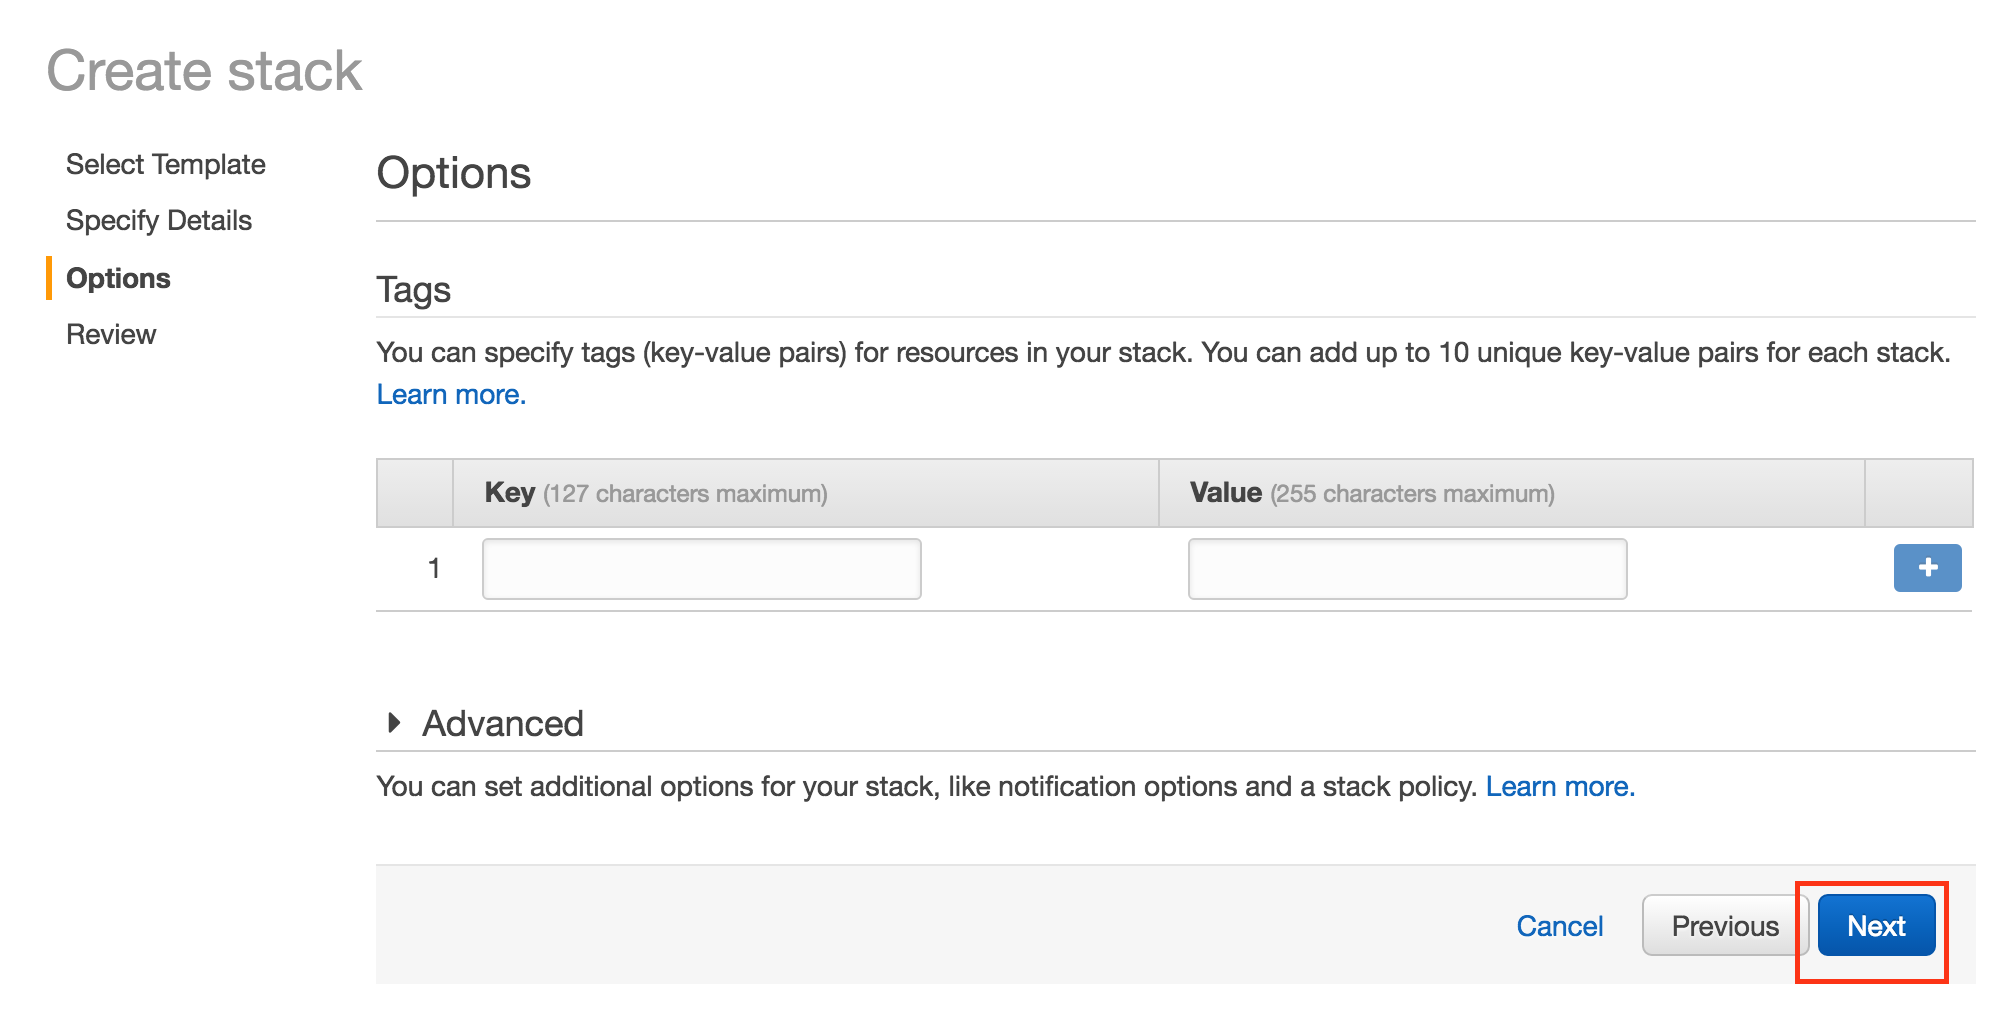 Create stack
Select Template
Specify Details
Options
Review
Options
Tags
You can specify tags (key-value pairs) for resources in your stack. You can add up to 10 unique key-value pairs for each stack.
Learn more.
Key (127 characters maximum) Value (255 characters maximum)
1
+
Advanced
You can set additional options for your stack, like notification options and a stack policy. Learn more.
Cancel Previous Next